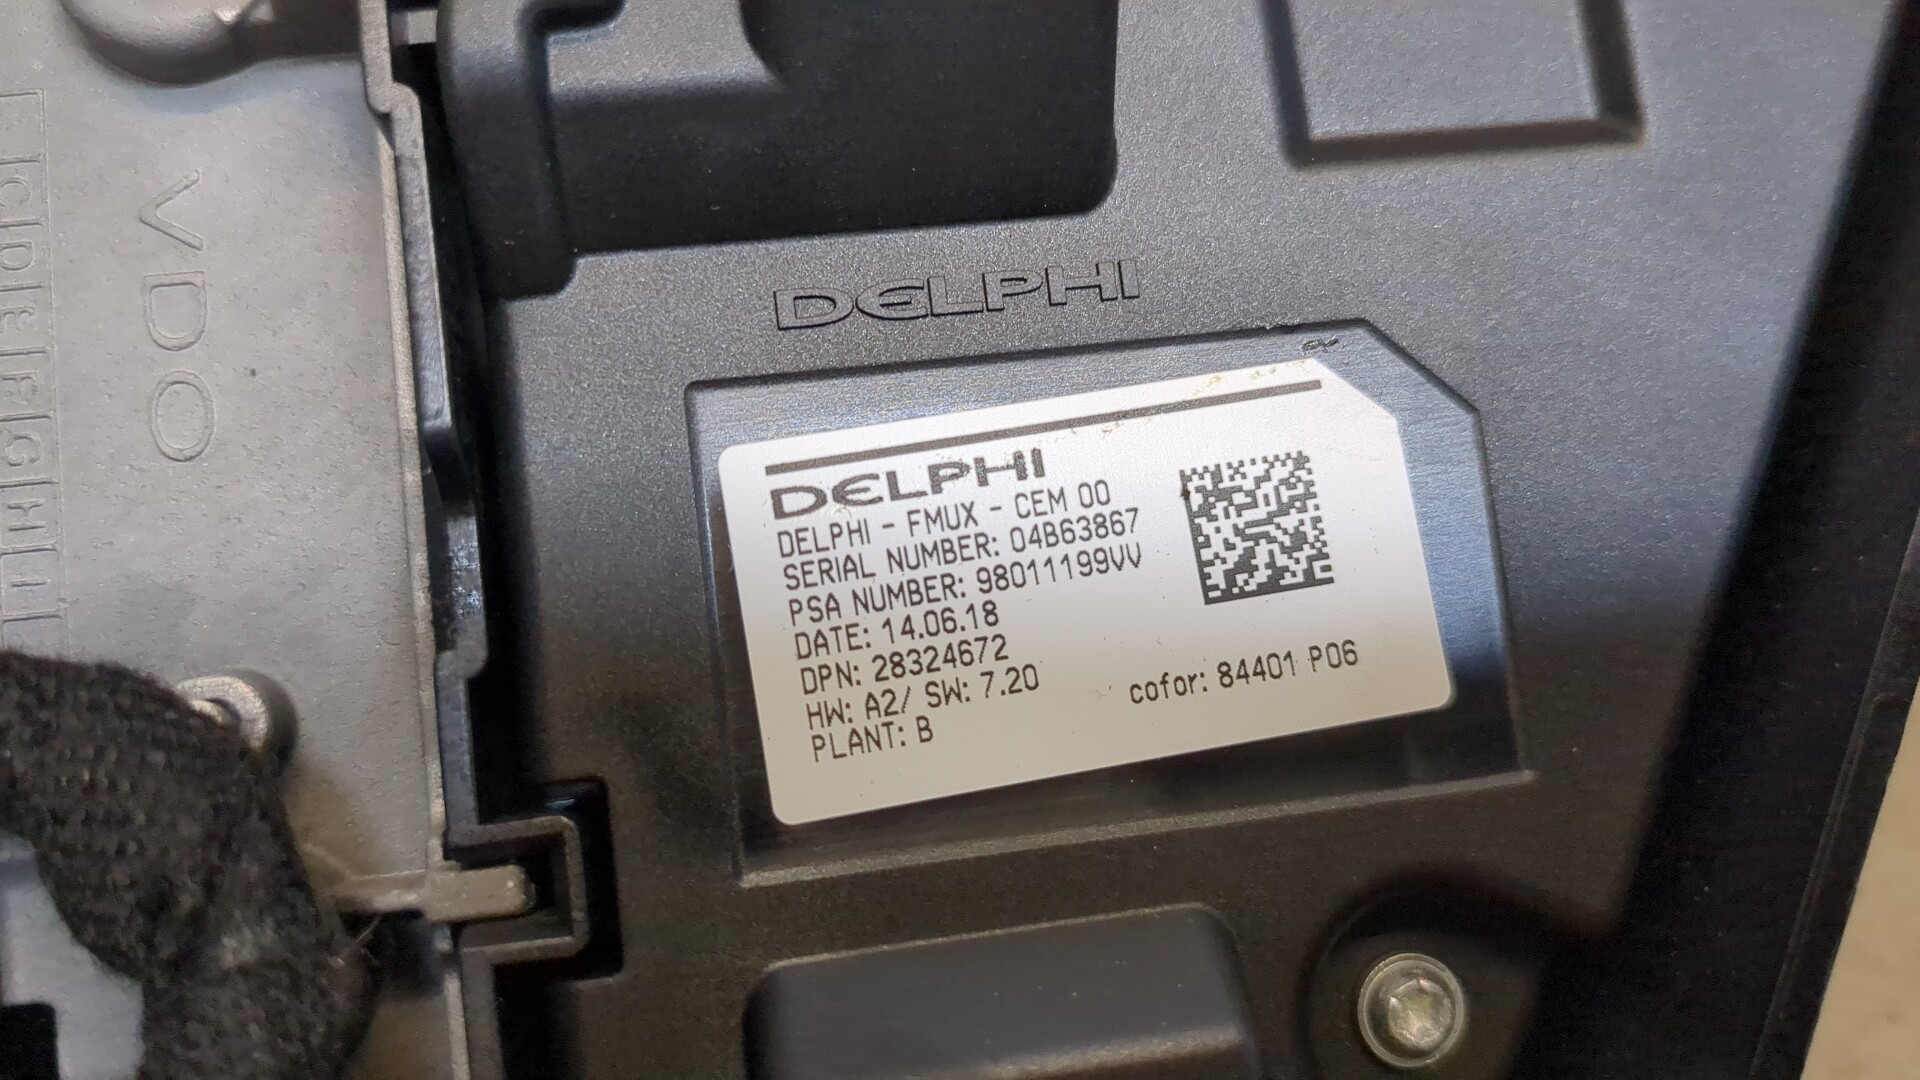 VDO
DELPHI
DELPHI
DELPHI - FMUX - CEM 00
SERIAL NUMBER: 04B63867
PSA NUMBER: 98011199VV
DATE: 14.06.18
DPN: 28324672
HW: A2/ SW: 7.20
PLANT: B
cofor: 84401 P06